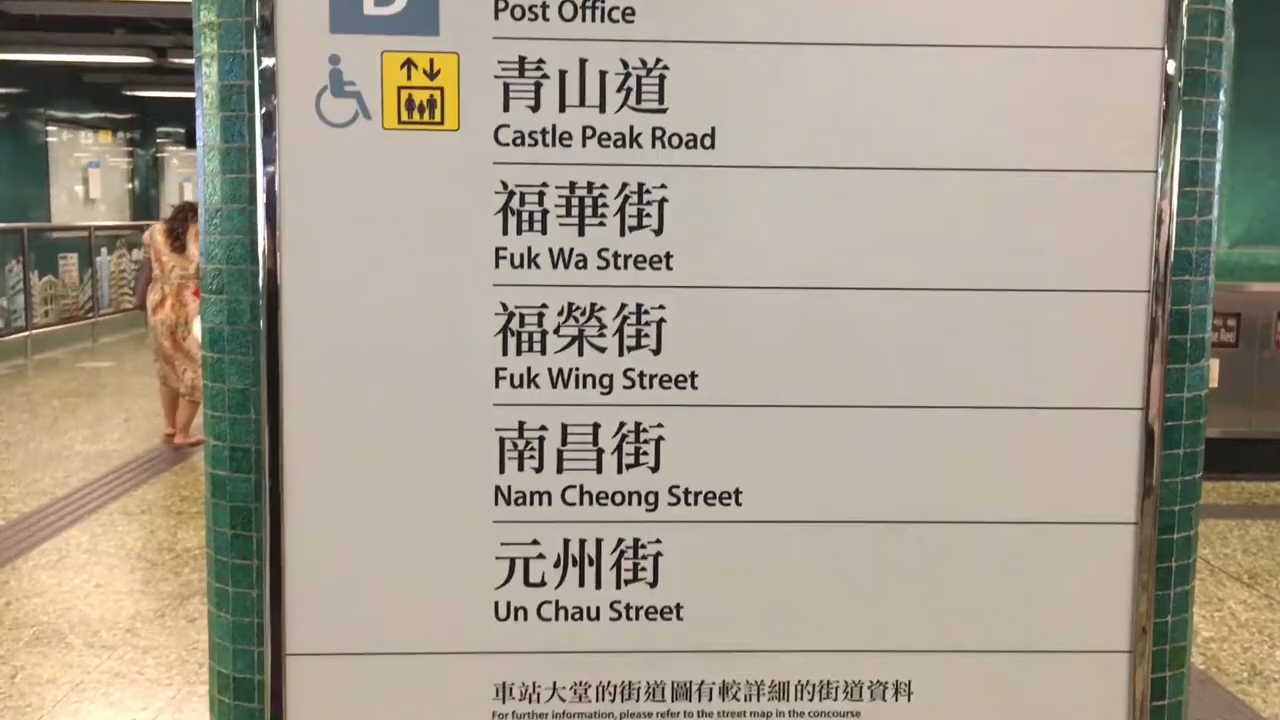 D
Post Office
青山道
Castle Peak Road
福華街
Fuk Wa Street
福榮街
Fuk Wing Street
南昌街
Nam Cheong Street
元州街
Un Chau Street
車站大堂的街道圖有較詳細的街道資料
For further information, please refer to the street map in the concourse